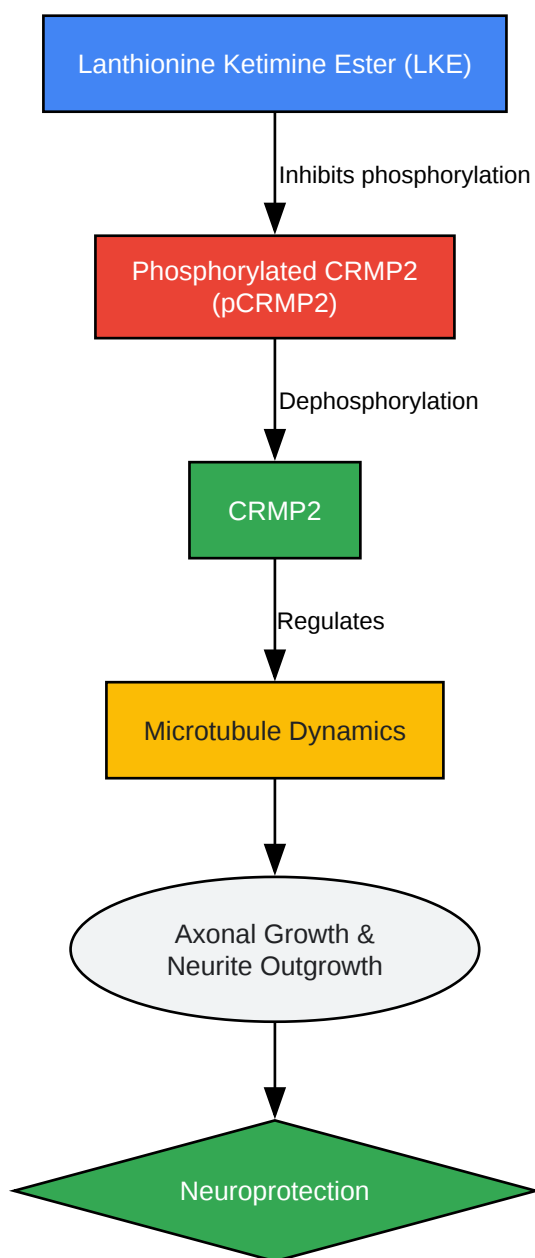 Lanthionine Ketimine Ester (LKE)
Inhibits phosphorylation
Phosphorylated CRMP2
(pCRMP2)
Dephosphorylation
CRMP2
Regulates
Microtubule Dynamics
Axonal Growth &
Neurite Outgrowth
Neuroprotection